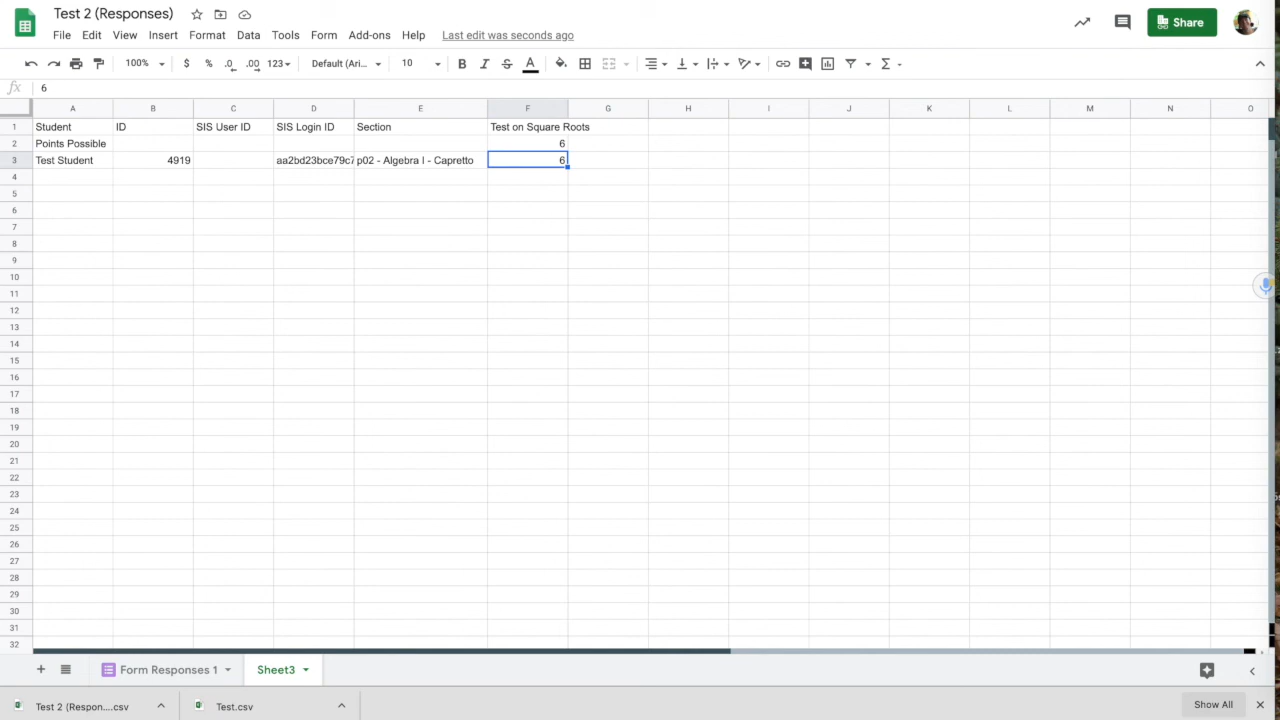 Test 2 (Responses)
Share
File Edit View Insert Format Data Tools Form Add-ons Help Last edit was seconds ago
100% $ % .0 .00 123 Default (Ari... 10 B I S A Σ
fx 6
A B C D E F G H I J K L M N O
1 Student ID SIS User ID SIS Login ID Section Test on Square Roots
2 Points Possible 6
3 Test Student 4919 aa2bd23bce79c7 p02 - Algebra I - Capretto 6
4
5
6
7
8
9
10
11
12
13
14
15
16
17
18
19
20
21
22
23
24
25
26
27
28
29
30
31
32
+ Form Responses 1 Sheet3
Test 2 (Respon....csv Test.csv Show All